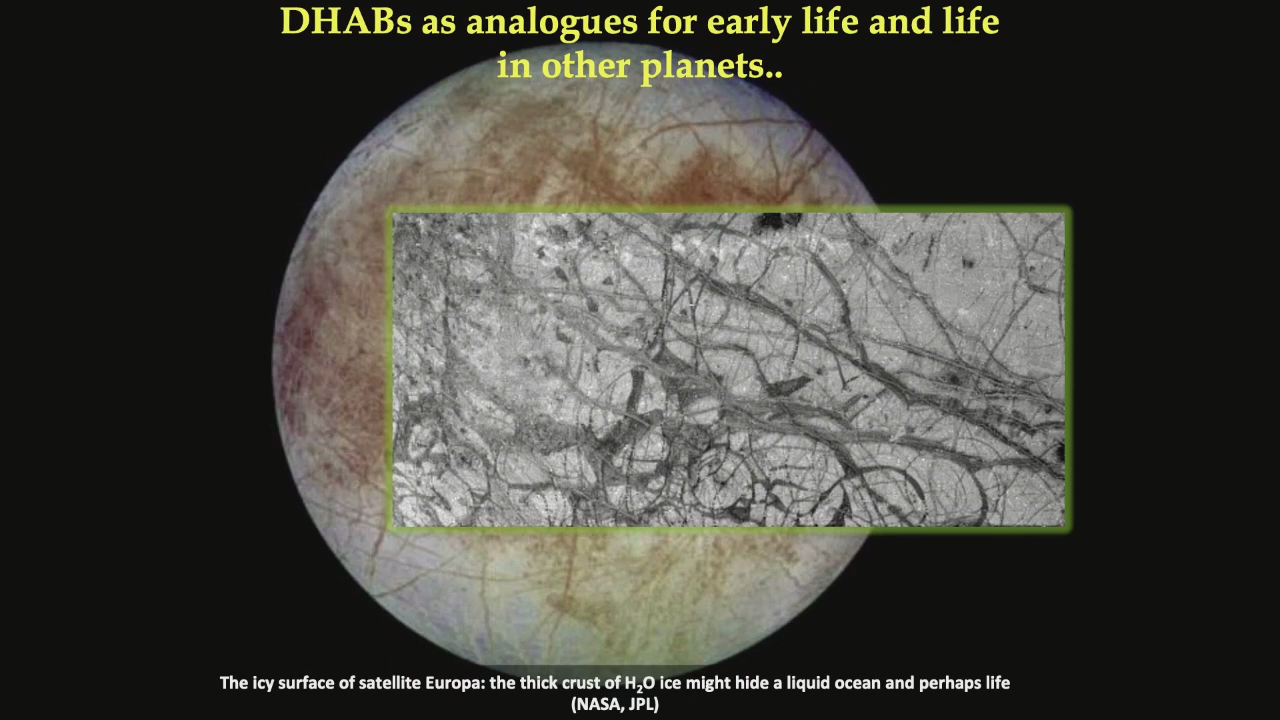 DHABs as analogues for early life and life
in other planets..
The icy surface of satellite Europa: the thick crust of H₂O ice might hide a liquid ocean and perhaps life
(NASA, JPL)